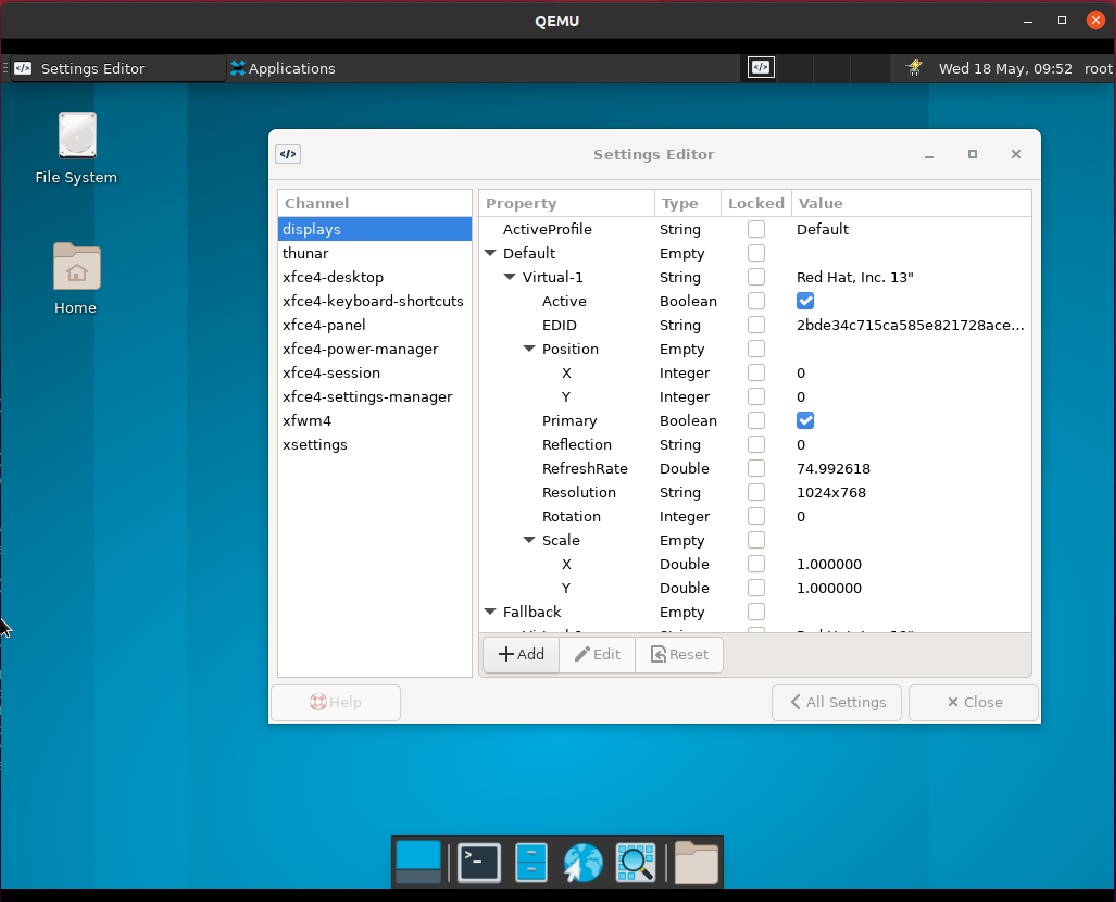 QEMU
Settings Editor
Applications
Wed 18 May, 09:52
root
File System
Home
Settings Editor
Channel
displays
thunar
xfce4-desktop
xfce4-keyboard-shortcuts
xfce4-panel
xfce4-power-manager
xfce4-session
xfce4-settings-manager
xfwm4
xsettings
Property Type Locked Value
ActiveProfile String Default
Default Empty
Virtual-1 String Red Hat, Inc. 13"
Active Boolean
EDID String 2bde34c715ca585e821728ace...
Position Empty
X Integer 0
Y Integer 0
Primary Boolean
Reflection String 0
RefreshRate Double 74.992618
Resolution String 1024x768
Rotation Integer 0
Scale Empty
X Double 1.000000
Y Double 1.000000
Fallback Empty
Add Edit Reset
Help
All Settings
Close